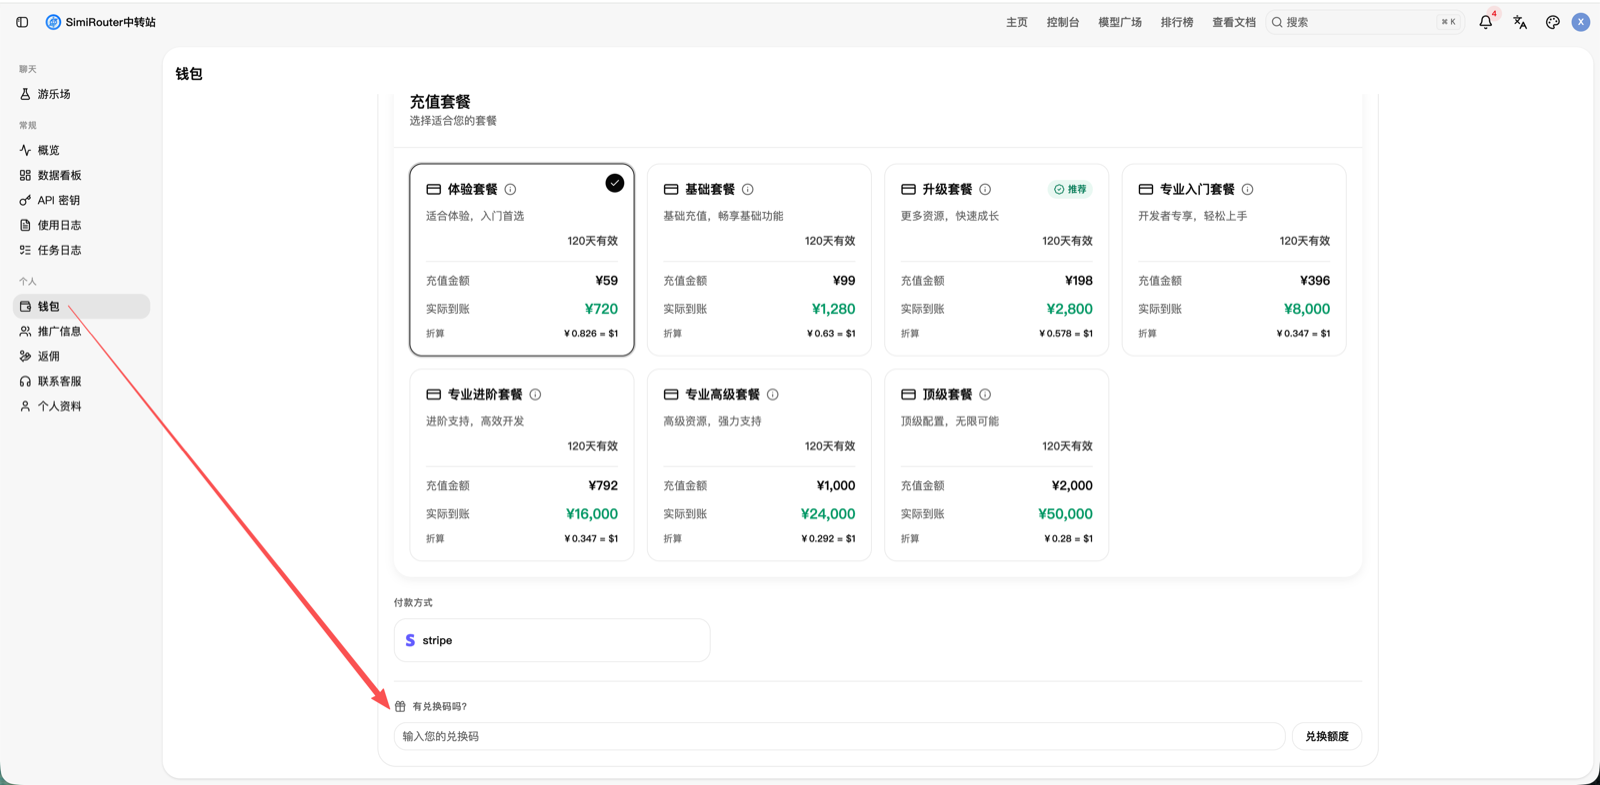 SimiRouter中转站
主页
控制台
模型广场
排行榜
查看文档
搜索
⌘ K
4
X
聊天
游乐场
常规
概览
数据看板
API 密钥
使用日志
任务日志
个人
钱包
推广信息
返佣
联系客服
个人资料
钱包
充值套餐
选择适合您的套餐
体验套餐
适合体验，入门首选
120天有效
充值金额 ¥59
实际到账 ¥720
折算 ¥ 0.826 = $1
基础套餐
基础充值，畅享基础功能
120天有效
充值金额 ¥99
实际到账 ¥1,280
折算 ¥ 0.63 = $1
升级套餐
推荐
更多资源，快速成长
120天有效
充值金额 ¥198
实际到账 ¥2,800
折算 ¥ 0.578 = $1
专业入门套餐
开发者专享，轻松上手
120天有效
充值金额 ¥396
实际到账 ¥8,000
折算 ¥ 0.347 = $1
专业进阶套餐
进阶支持，高效开发
120天有效
充值金额 ¥792
实际到账 ¥16,000
折算 ¥ 0.347 = $1
专业高级套餐
高级资源，强力支持
120天有效
充值金额 ¥1,000
实际到账 ¥24,000
折算 ¥ 0.292 = $1
顶级套餐
顶级配置，无限可能
120天有效
充值金额 ¥2,000
实际到账 ¥50,000
折算 ¥ 0.28 = $1
付款方式
S stripe
有兑换码吗?
输入您的兑换码
兑换额度